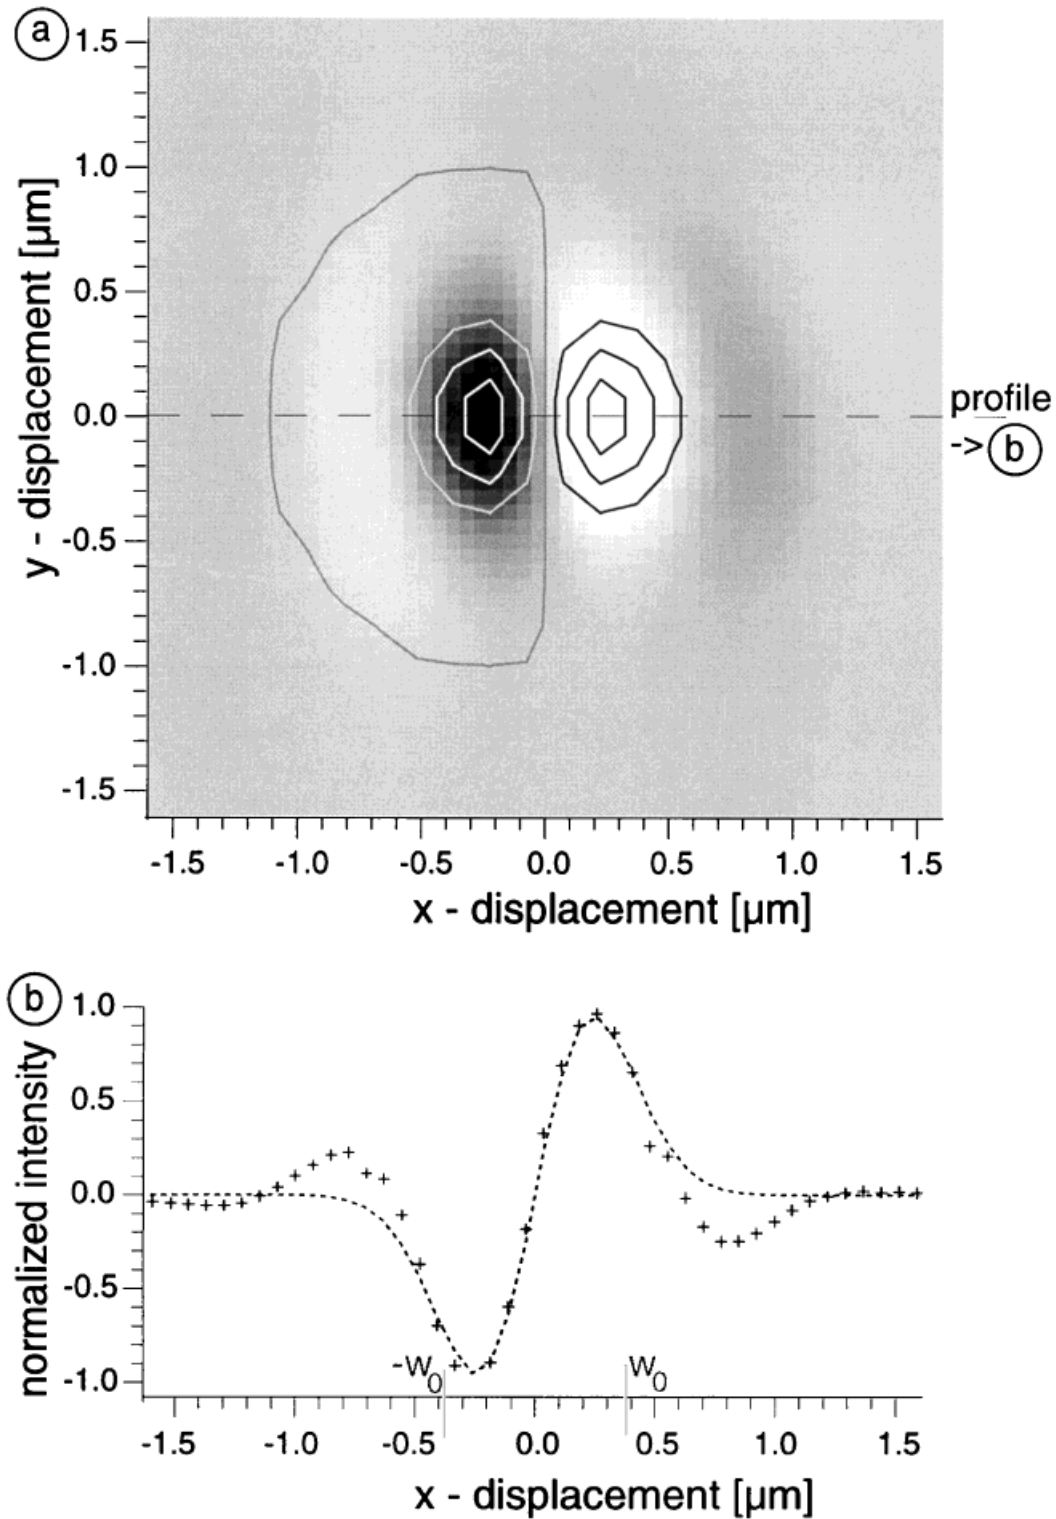 a
1.5
1.0
0.5
0.0
-0.5
-1.0
-1.5
y - displacement [µm]
profile
-> b
-1.5 -1.0 -0.5 0.0 0.5 1.0 1.5
x - displacement [µm]
b
1.0
0.5
0.0
-0.5
-1.0
normalized intensity
-w0 w0
-1.5 -1.0 -0.5 0.0 0.5 1.0 1.5
x - displacement [µm]